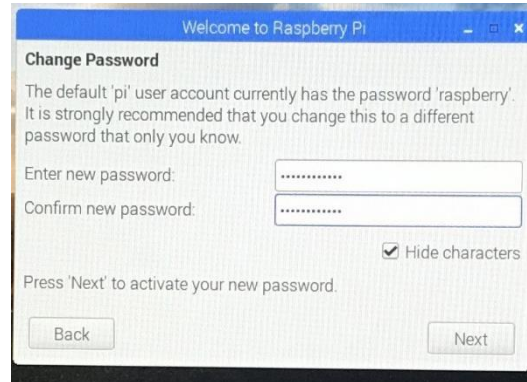 Welcome to Raspberry Pi
Change Password
The default 'pi' user account currently has the password 'raspberry'.
It is strongly recommended that you change this to a different
password that only you know.
Enter new password: ............
Confirm new password: ............
Hide characters
Press 'Next' to activate your new password.
Back Next